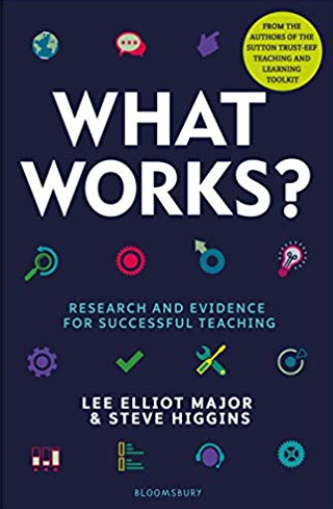 FROM THE
AUTHORS OF THE
SUTTON TRUST-EEF
TEACHING AND
LEARNING
TOOLKIT
WHAT
WORKS?
RESEARCH AND EVIDENCE
FOR SUCCESSFUL TEACHING
LEE ELLIOT MAJOR
& STEVE HIGGINS
BLOOMSBURY